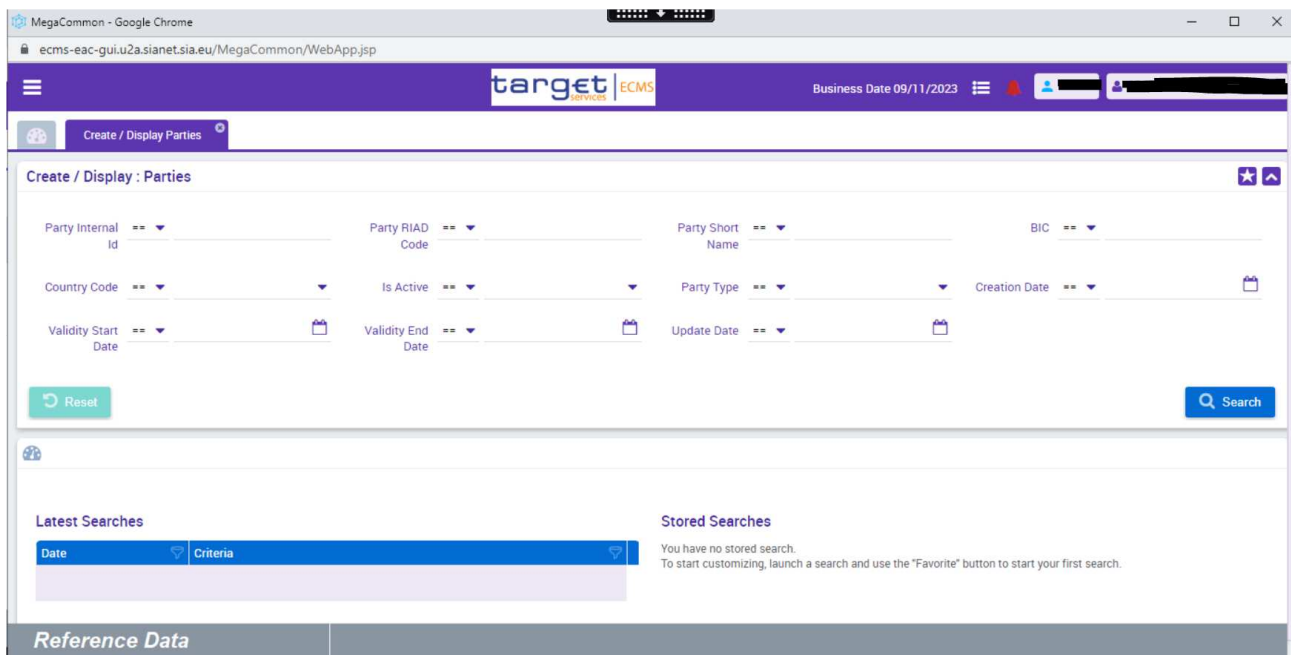 MegaCommon - Google Chrome
ecms-eac-gui.u2a.sianet.sia.eu/MegaCommon/WebApp.jsp
target services | ECMS
Business Date 09/11/2023
Create / Display Parties
Create / Display : Parties
Party Internal Id ==
Party RIAD Code ==
Party Short Name ==
BIC ==
Country Code ==
Is Active ==
Party Type ==
Creation Date ==
Validity Start Date ==
Validity End Date ==
Update Date ==
Reset
Search
Latest Searches
Date
Criteria
Stored Searches
You have no stored search.
To start customizing, launch a search and use the "Favorite" button to start your first search.
Reference Data